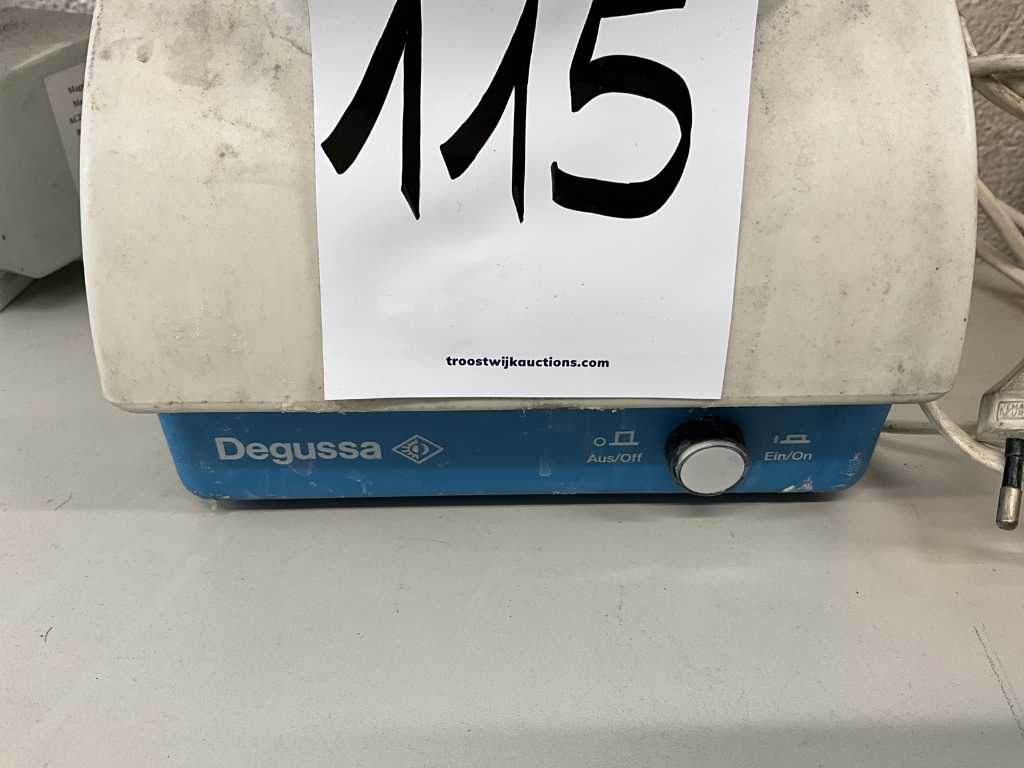 115
troostwijkauctions.com
Degussa
Aus/Off
Ein/On